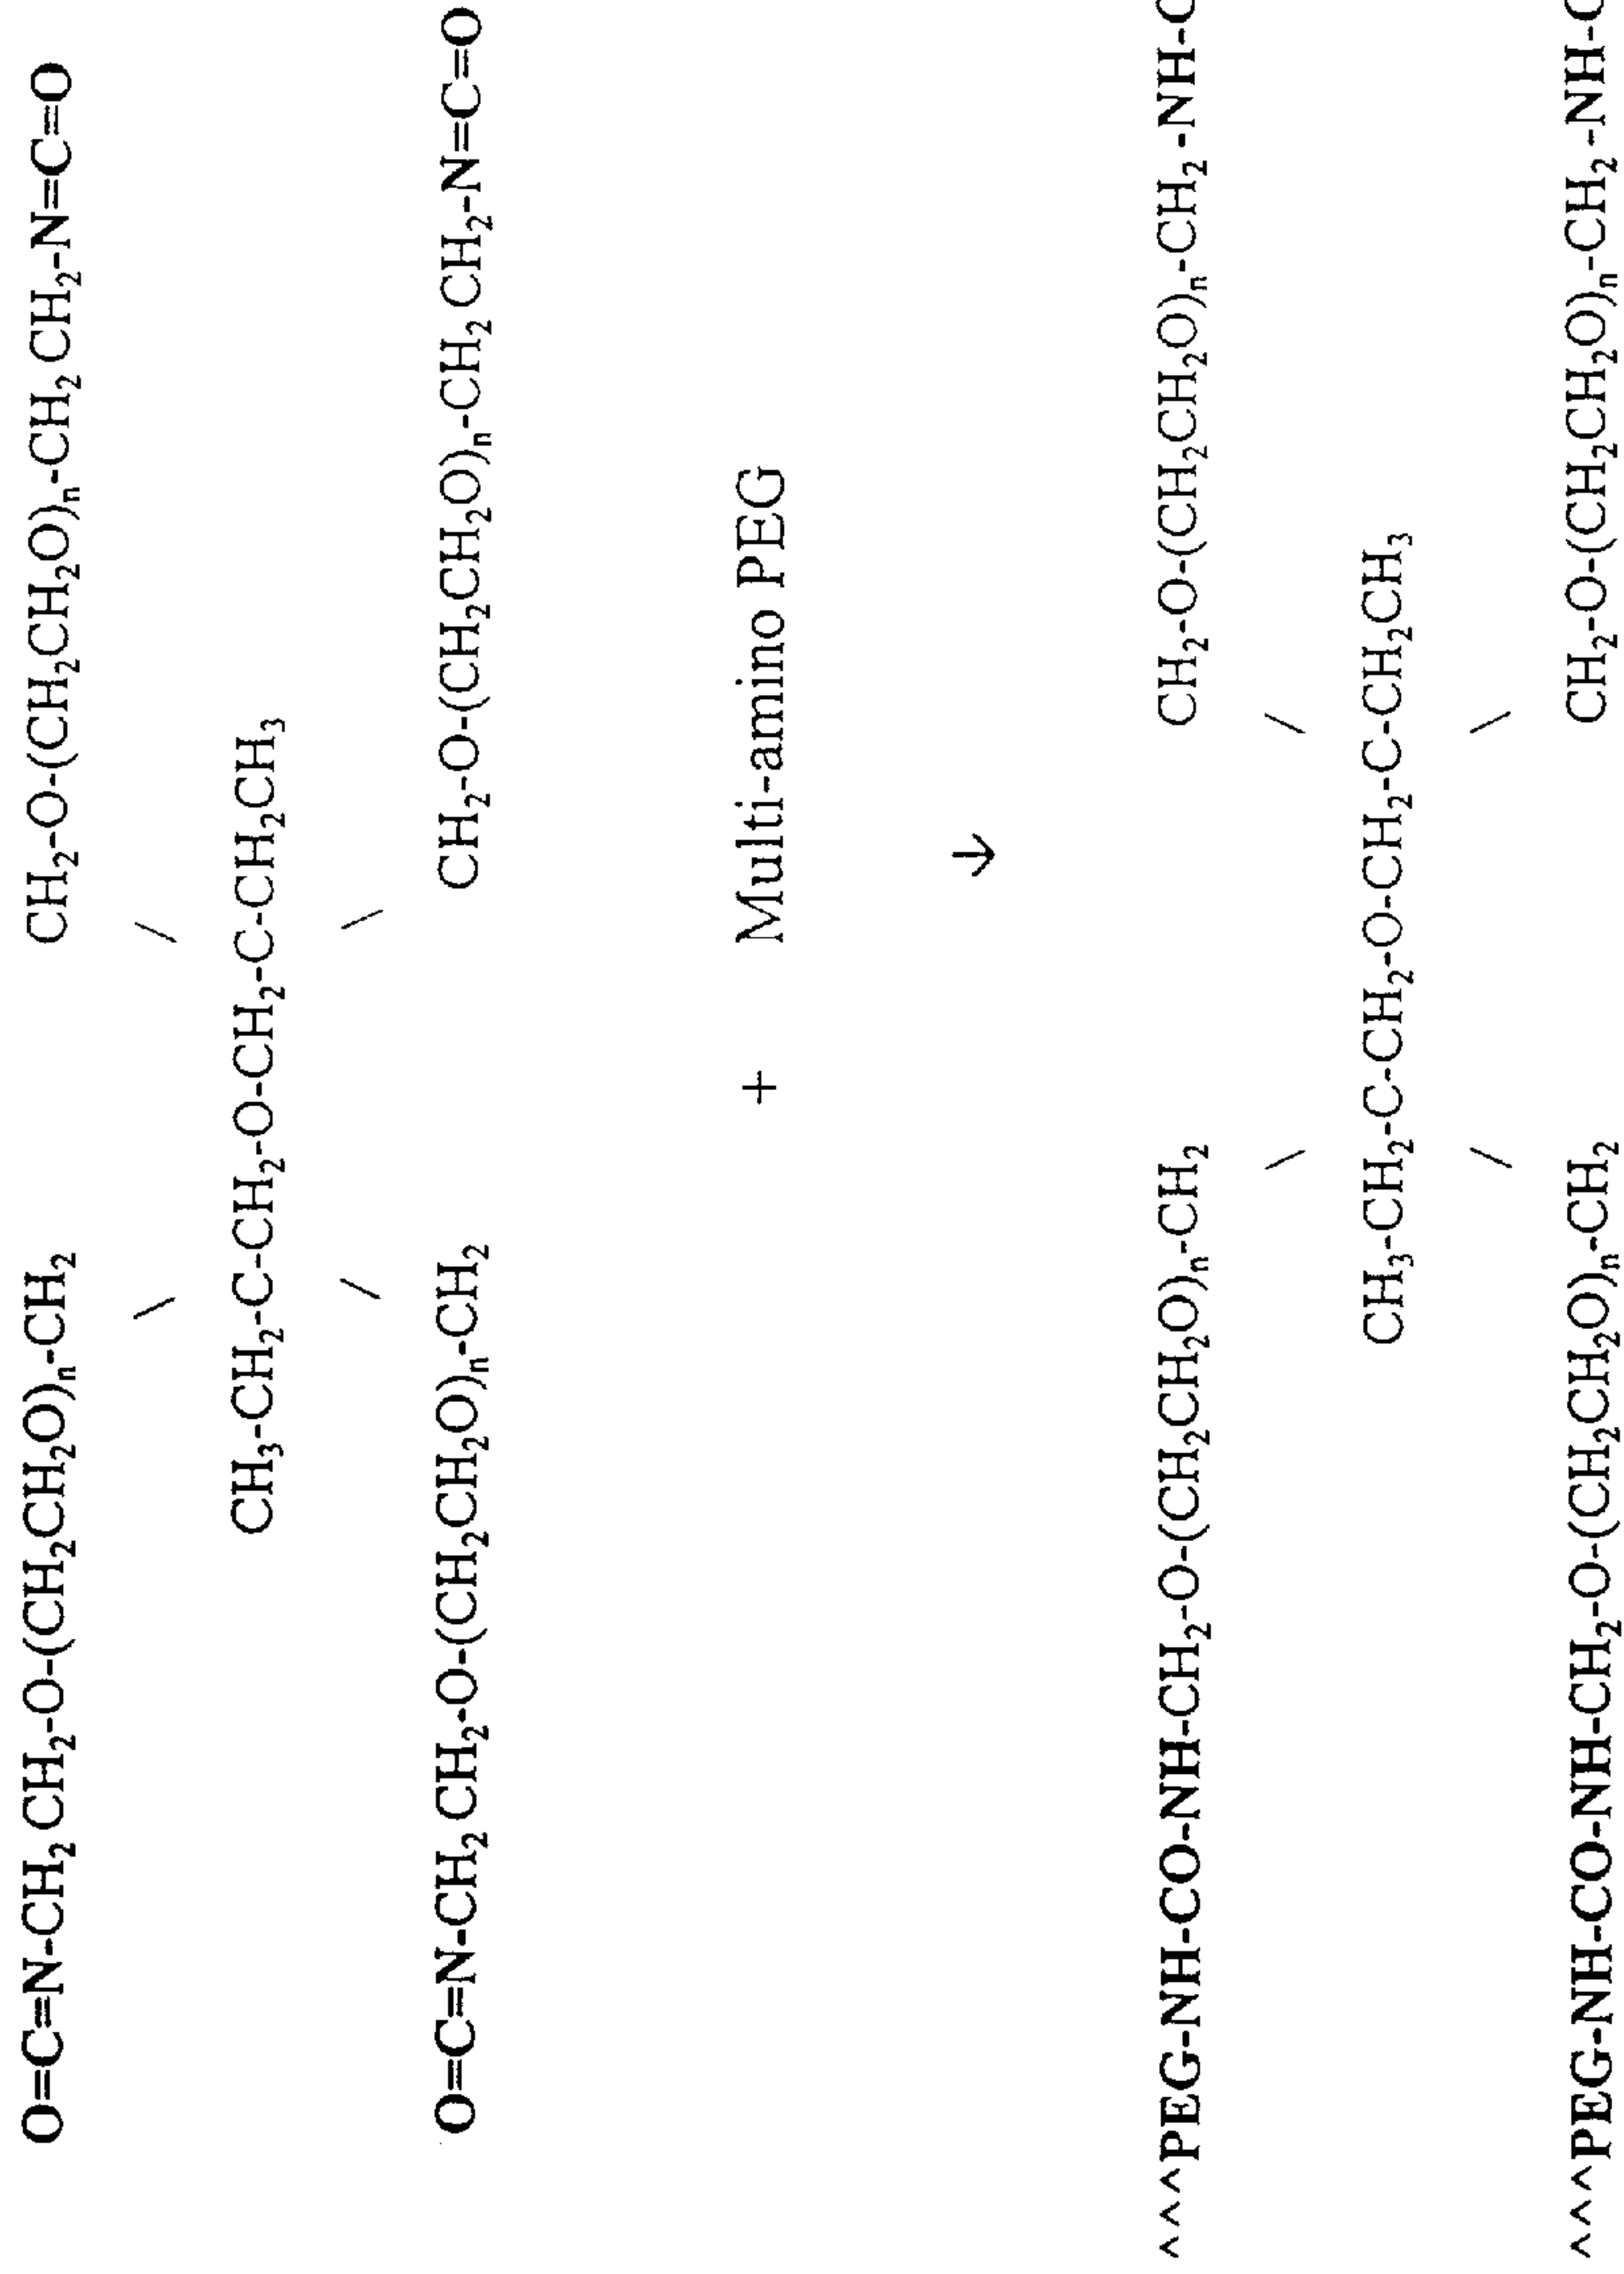 O=C=N-CH₂CH₂-O-(CH₂CH₂O)ₙ-CH₂ CH₂-O-(CH₂CH₂O)ₙ-CH₂CH₂-N=C=O
\ /
CH₃-CH₂-C-CH₂-O-CH₂-C-CH₂CH₃
/ \
O=C=N-CH₂CH₂-O-(CH₂CH₂O)ₙ-CH₂ CH₂-O-(CH₂CH₂O)ₙ-CH₂CH₂-N=C=O
+ Multi-amino PEG
↓
^^^PEG-NH-CO-NH-CH₂-O-(CH₂CH₂O)ₙ-CH₂ CH₂-O-(CH₂CH₂O)ₙ-CH₂-NH-C
\ /
CH₃-CH₂-C-CH₂-O-CH₂-C-CH₂CH₃
/ \
^^^PEG-NH-CO-NH-CH₂-O-(CH₂CH₂O)ₙ-CH₂ CH₂-O-(CH₂CH₂O)ₙ-CH₂-NH-C